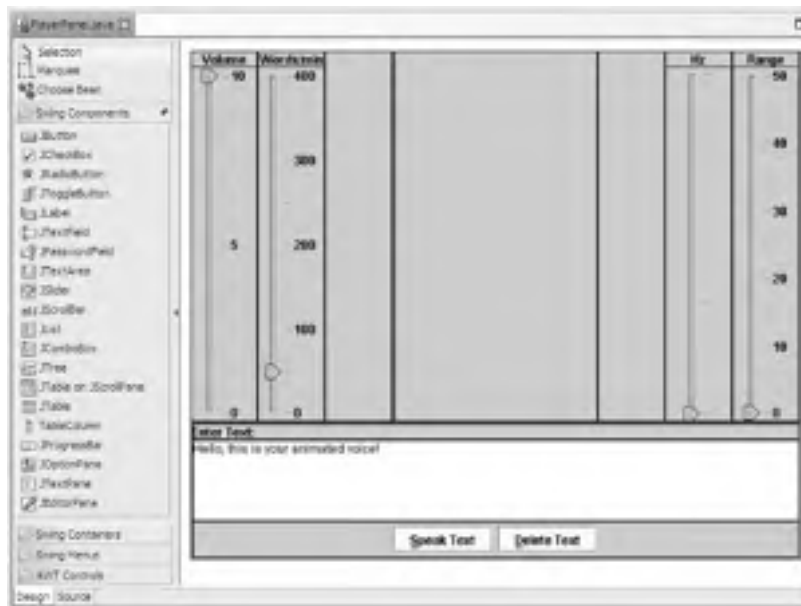 PlayerPanel.java
Selection
Marquee
Choose Bean
Swing Components
JButton
JCheckBox
JRadioButton
JToggleButton
JLabel
JTextField
JPasswordField
JTextArea
JSlider
JScrollBar
JList
JComboBox
JTree
JTable on JScrollPane
JTable
TableColumn
JProgressBar
JOptionPane
JTextPane
JEditorPane
Swing Containers
Swing Menus
AWT Controls
Design Source
Volume Words/min Hz Range
10 400 50
300 40
30
5 200
20
100
10
0 0 0
Enter Text:
Hello, this is your animated voice!
Speak Text Delete Text